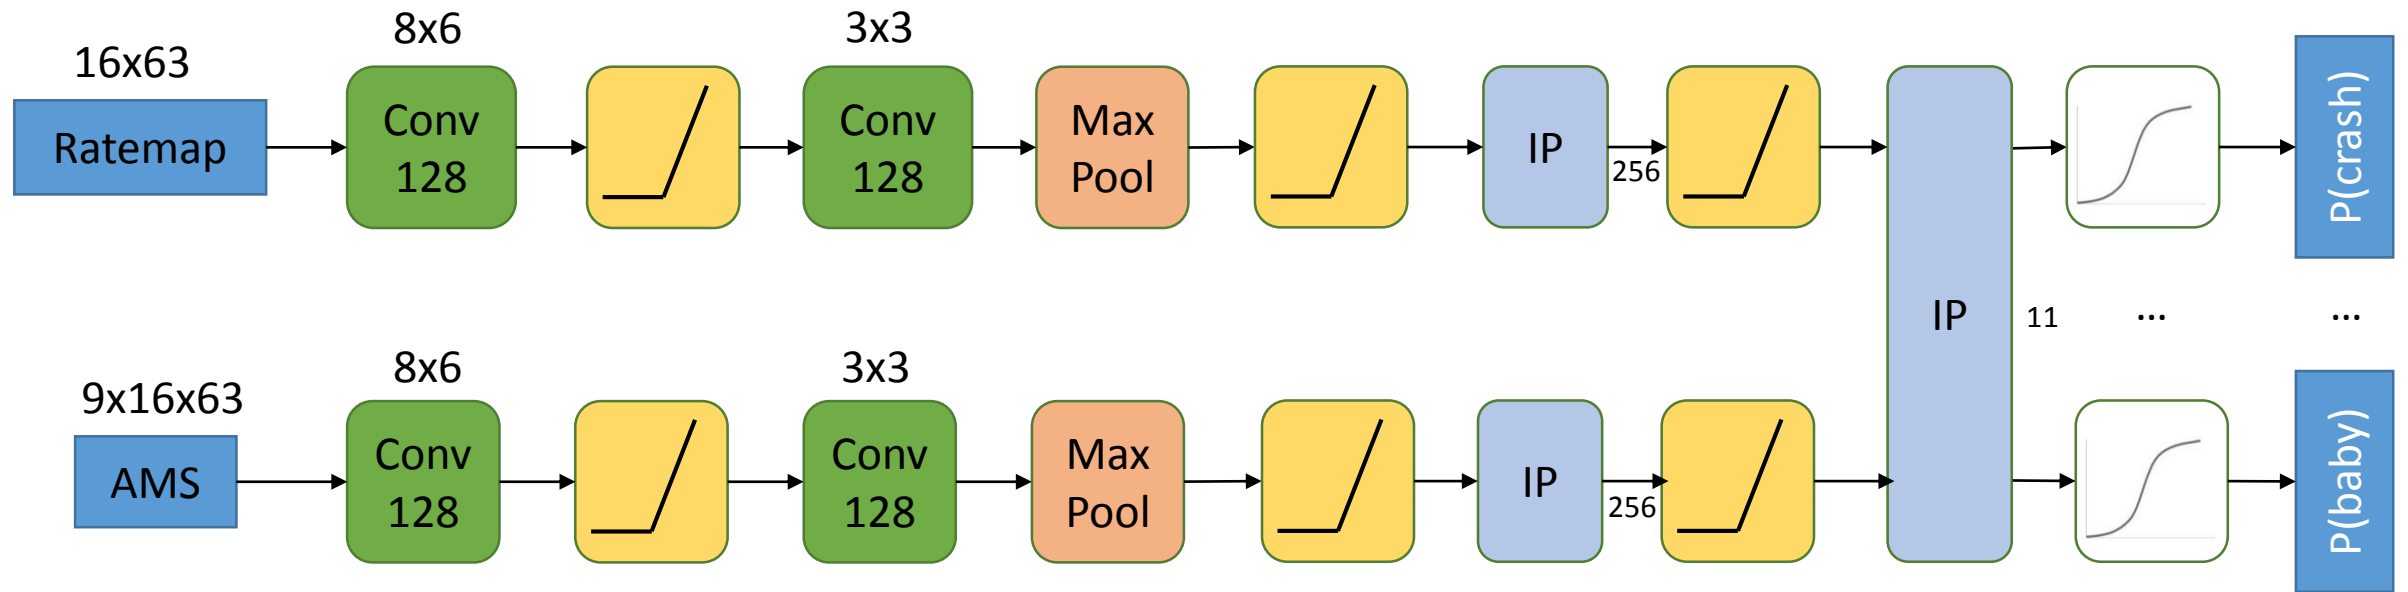 16x63
Ratemap
8x6
Conv
128
3x3
Conv
128
Max
Pool
IP
256
P(crash)
IP
11
...
...
9x16x63
AMS
8x6
Conv
128
3x3
Conv
128
Max
Pool
IP
256
P(baby)